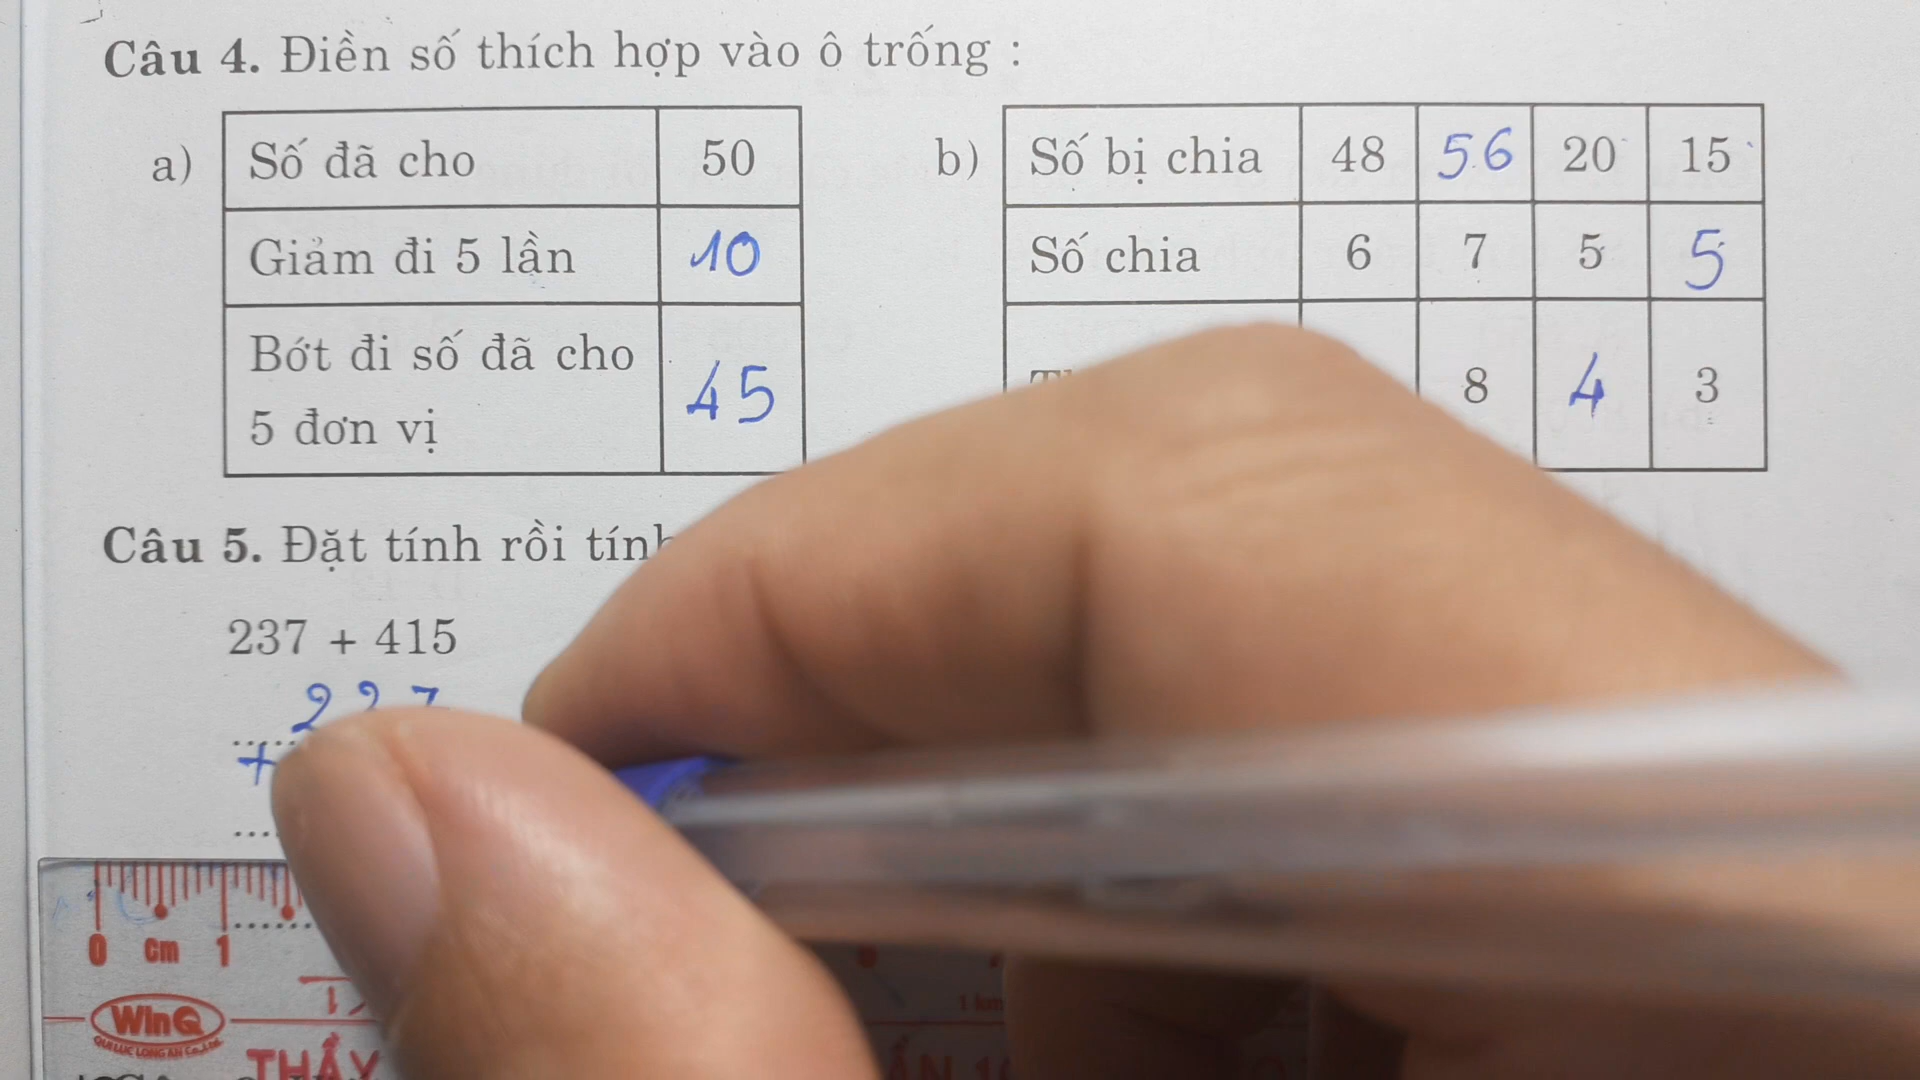 Câu 4. Điền số thích hợp vào ô trống :
a)
Số đã cho 50
Giảm đi 5 lần 10
Bớt đi số đã cho
5 đơn vị
45
b)
Số bị chia 48 56 20 15
Số chia 6 7 5 5
8 4 3
Câu 5. Đặt tính rồi tính
237 + 415
+
0 cm 1
WinQ
THẦY